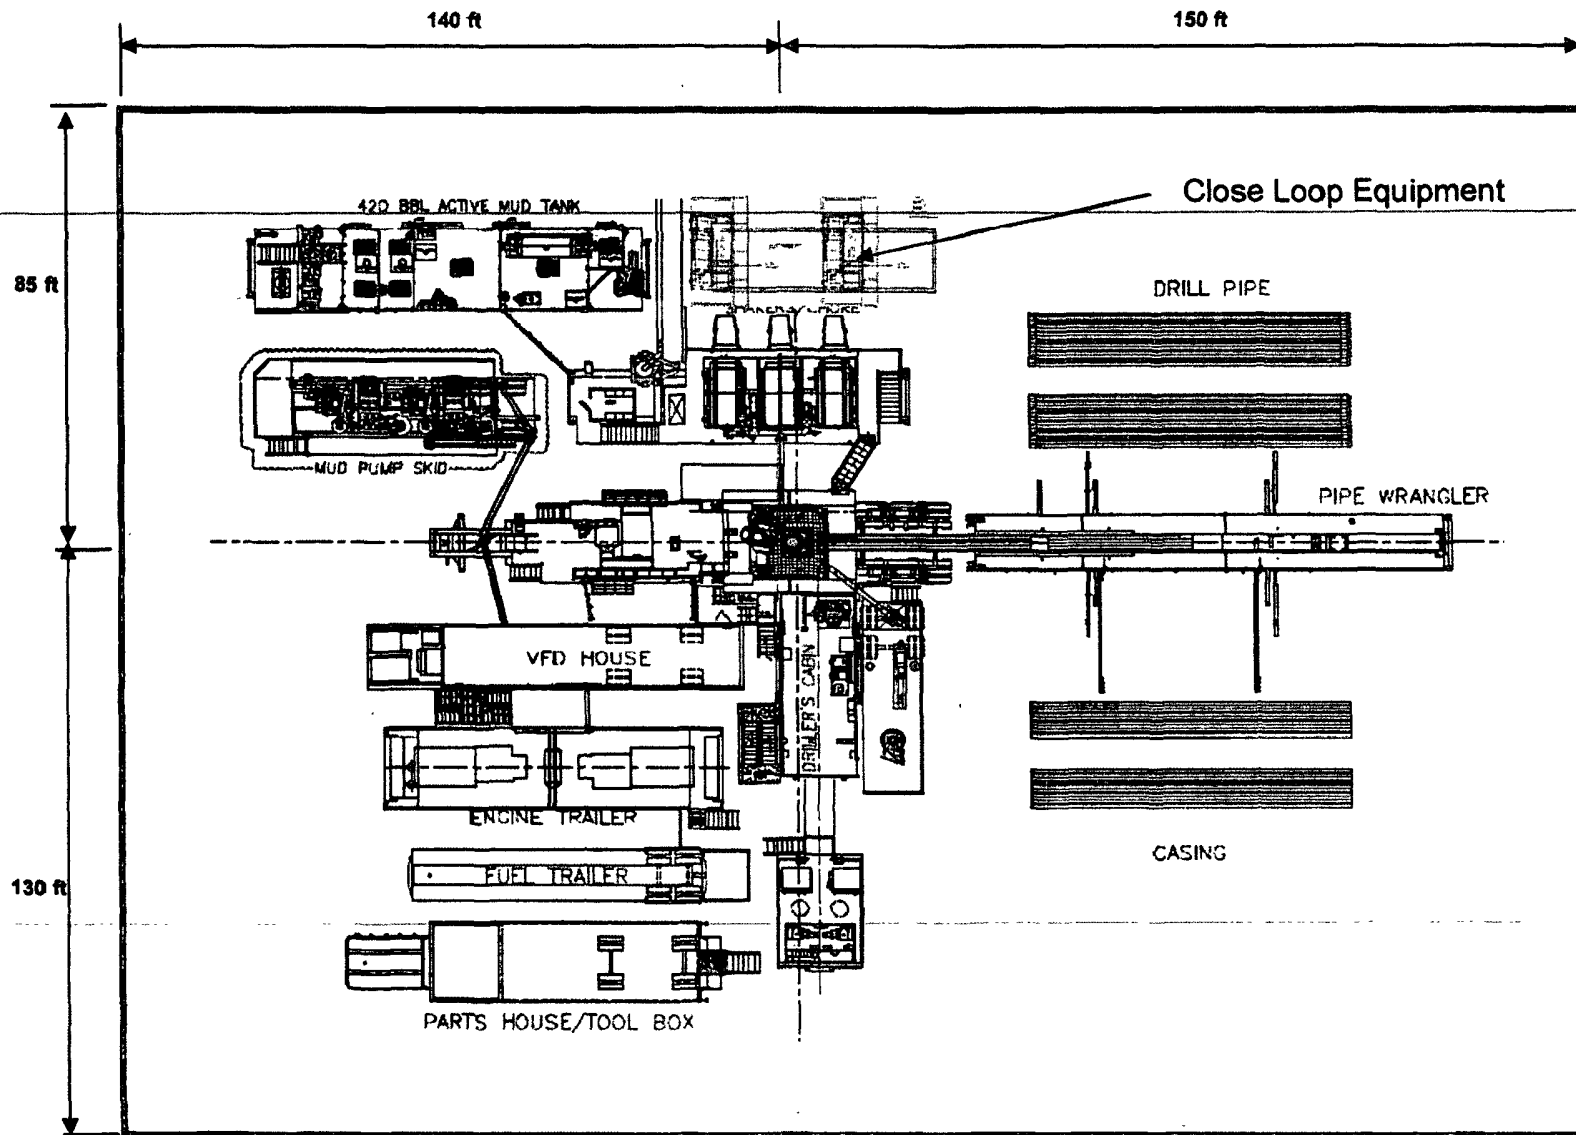 140 ft
150 ft
Close Loop Equipment
420 BBL ACTIVE MUD TANK
85 ft
DRILL PIPE
MUD PUMP SKID
PIPE WRANGLER
VFD HOUSE
DRILLER'S CABIN
ENGINE TRAILER
CASING
FUEL TRAILER
130 ft
PARTS HOUSE/TOOL BOX